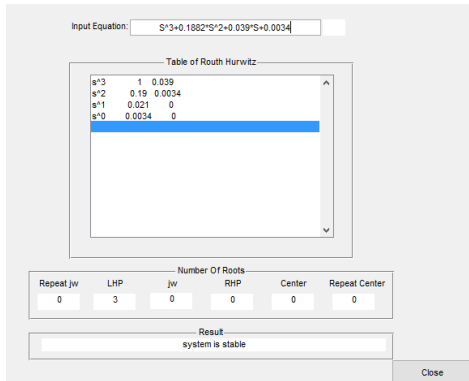 Input Equation: S^3+0.1882*S^2+0.039*S+0.0034
Table of Routh Hurwitz
s^3 1 0.039
s^2 0.19 0.0034
s^1 0.021 0
s^0 0.0034 0
Number Of Roots
Repeat jw LHP jw RHP Center Repeat Center
0 3 0 0 0 0
Result
system is stable
Close